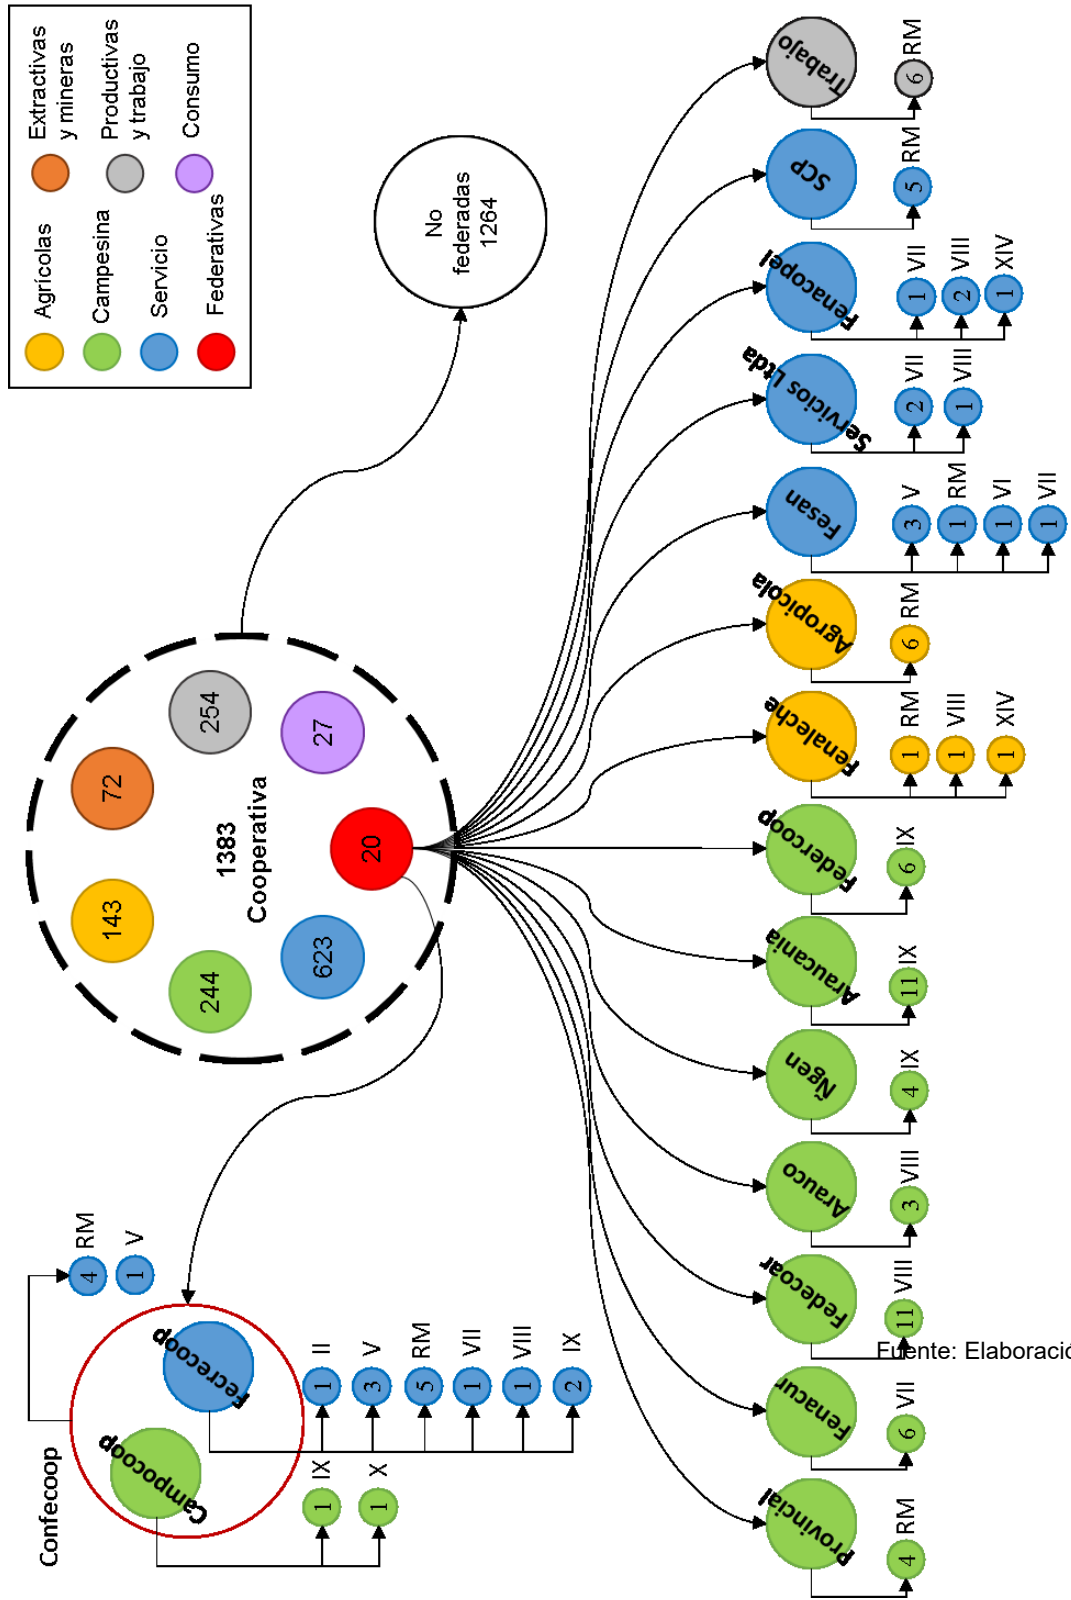 Confecoop
Campocoop
Fecrecoop
4 RM
1 V
1 IX
1 X
1 II
3 V
5 RM
1 VII
1 VIII
2 IX
1383
Cooperativa
244
143
72
254
27
20
623
No
federadas
1264
Agrícolas
Campesina
Servicio
Federativas
Extractivas
y mineras
Productivas
y trabajo
Consumo
Provincial
4 RM
Fenacur
6 VII
Fedecoar
11 VIII
Arauco
3 VIII
Ñgen
4 IX
Araucania
11 IX
Federcoop
6 IX
Fenaleche
1 RM
1 VIII
1 XIV
Agropicola
6 RM
Fesan
3 V
1 RM
1 VI
1 VII
Servicios Ltda
2 VII
1 VIII
Fenacopel
1 VII
2 VIII
1 XIV
SCP
5 RM
Trabajo
6 RM
Fuente: Elaboració